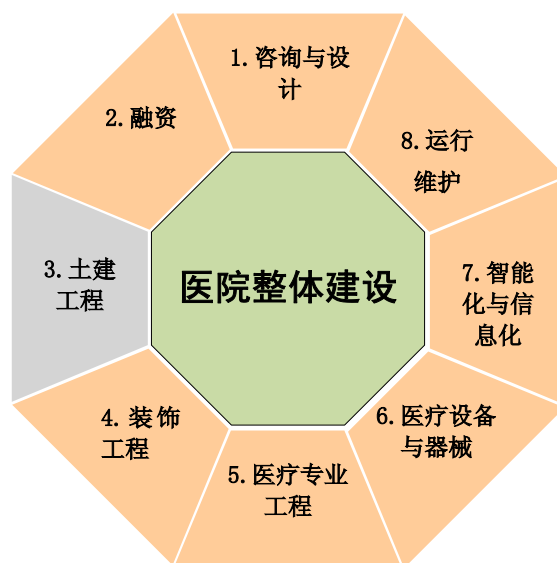 1.咨询与设
计
2.融资
3.土建
工程
4.装饰
工程
5.医疗专业
工程
6.医疗设备
与器械
7.智能
化与信
息化
8.运行
维护
医院整体建设